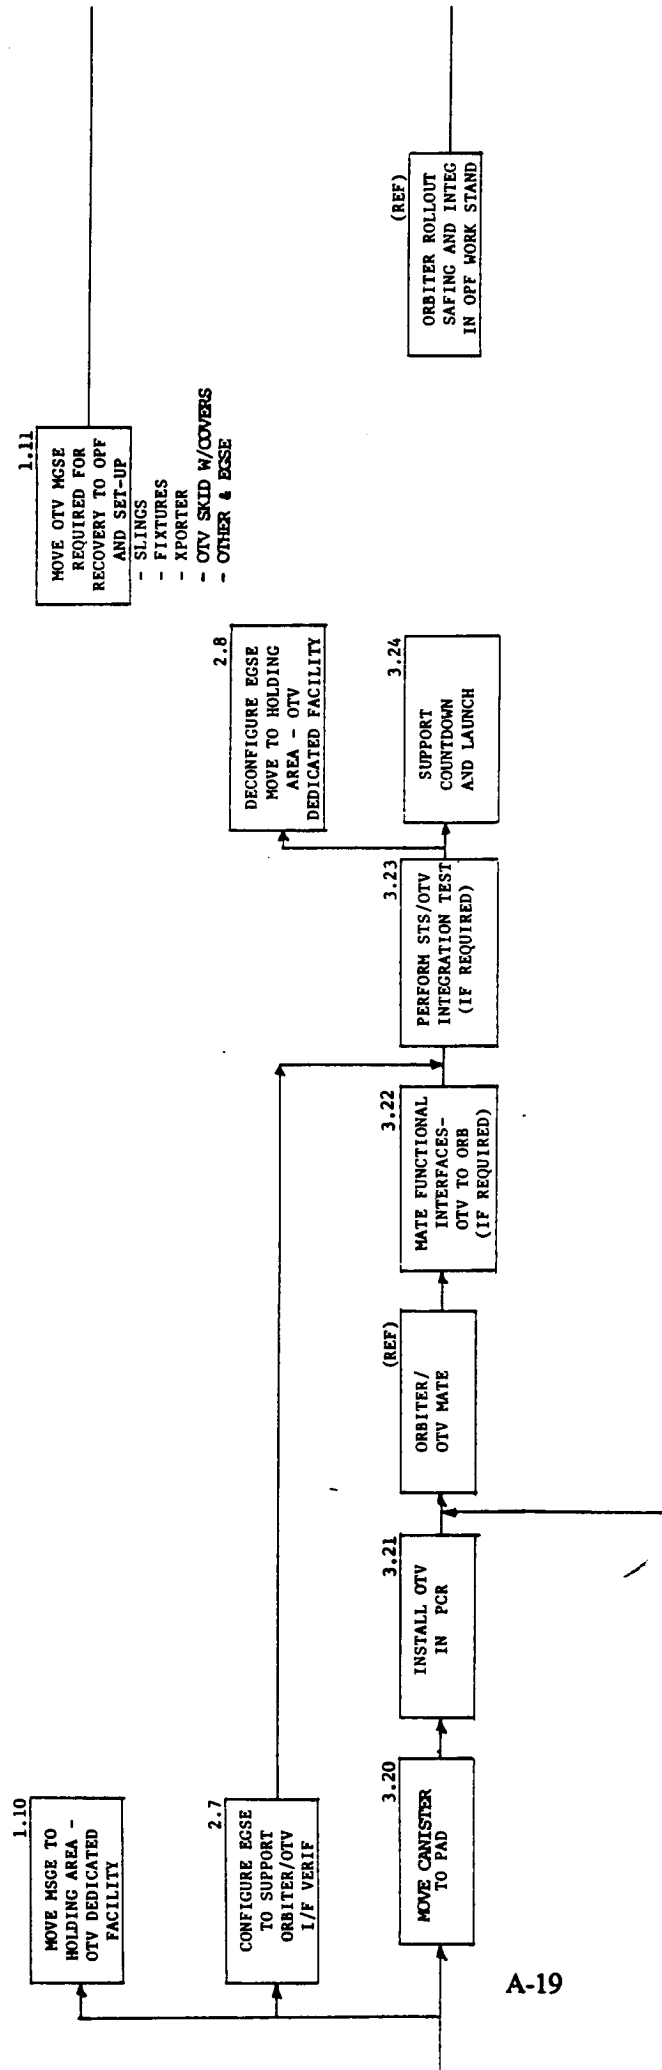 1.10
MOVE MSGE TO
HOLDING AREA -
OTV DEDICATED
FACILITY
2.7
CONFIGURE EGSE
TO SUPPORT
ORBITER/OTV
I/F VERIF
3.20
MOVE CANISTER
TO PAD
3.21
INSTALL OTV
IN PCR
(REF)
ORBITER/
OTV MATE
3.22
MATE FUNCTIONAL
INTERFACES-
OTV TO ORB
(IF REQUIRED)
3.23
PERFORM STS/OTV
INTEGRATION TEST
(IF REQUIRED)
2.8
DECONFIGURE EGSE
MOVE TO HOLDING
AREA - OTV
DEDICATED FACILITY
3.24
SUPPORT
COUNTDOWN
AND LAUNCH
1.11
MOVE OTV MGSE
REQUIRED FOR
RECOVERY TO OPF
AND SET-UP
- SLINGS
- FIXTURES
- XPORTER
- OTV SKID W/COVERS
- OTHER & EGSE
(REF)
ORBITER ROLLOUT
SAFING AND INTEG
IN OPF WORK STAND
A-19